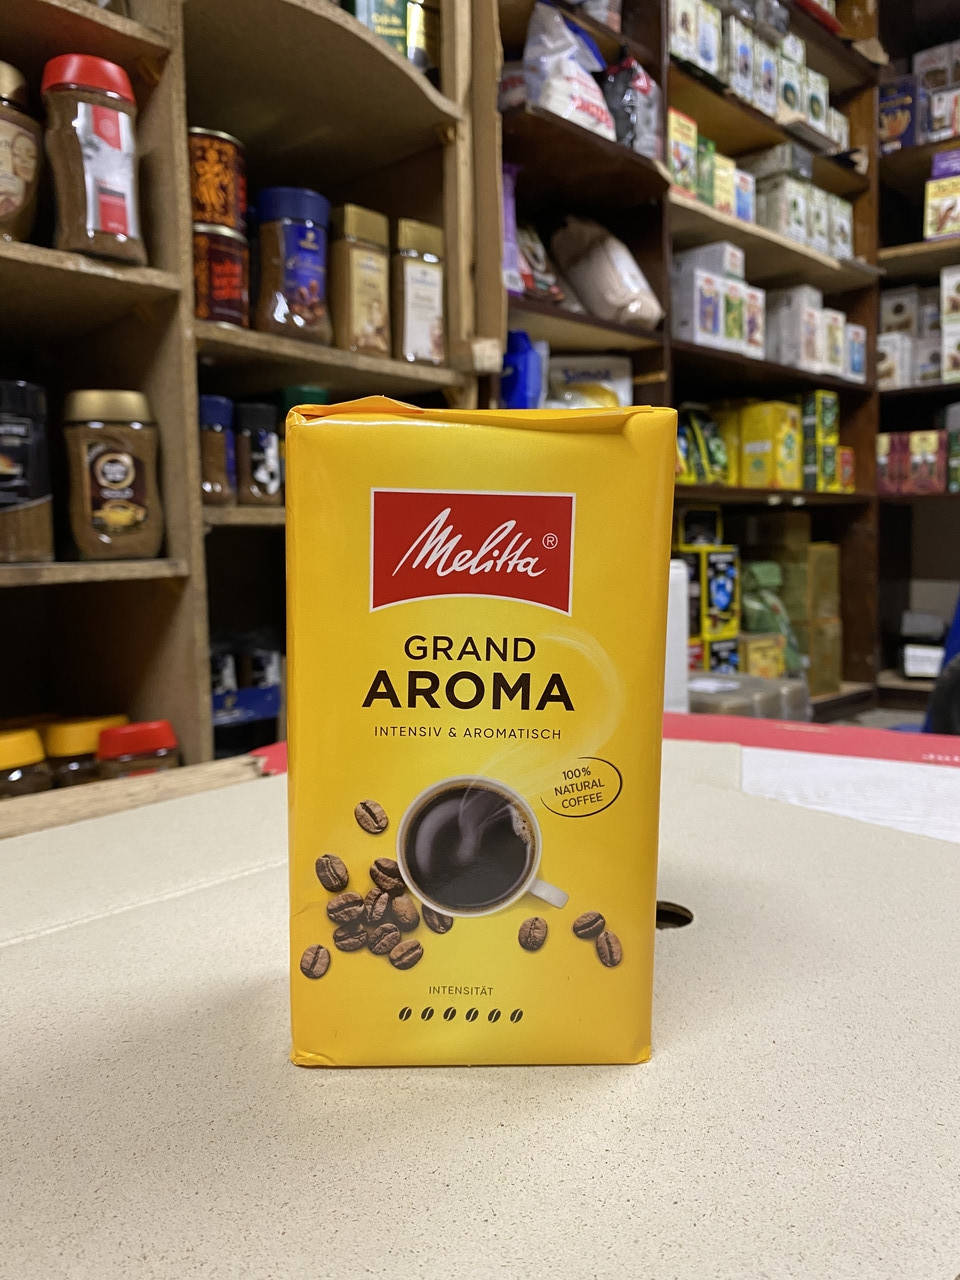 Melitta®
GRAND
AROMA
INTENSIV & AROMATISCH
100%
NATURAL
COFFEE
INTENSITÄT